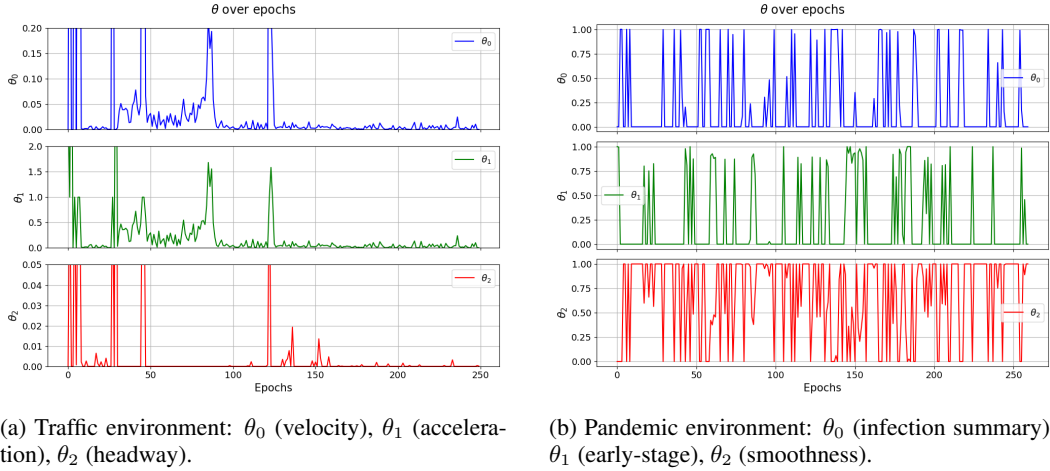 θ over epochs
0.20
0.15
0.10
0.05
0.00
θ₀
θ₀
2.0
1.5
1.0
0.5
0.0
θ₁
θ₁
0.05
0.04
0.03
0.02
0.01
0.00
θ₂
θ₂
0 50 100 150 200 250
Epochs
(a) Traffic environment: θ₀ (velocity), θ₁ (accelera-
tion), θ₂ (headway).
θ over epochs
1.00
0.75
0.50
0.25
0.00
θ₀
θ₀
1.00
0.75
0.50
0.25
0.00
θ₁
θ₁
1.00
0.75
0.50
0.25
0.00
θ₂
θ₂
0 50 100 150 200 250
Epochs
(b) Pandemic environment: θ₀ (infection summary)
θ₁ (early-stage), θ₂ (smoothness).